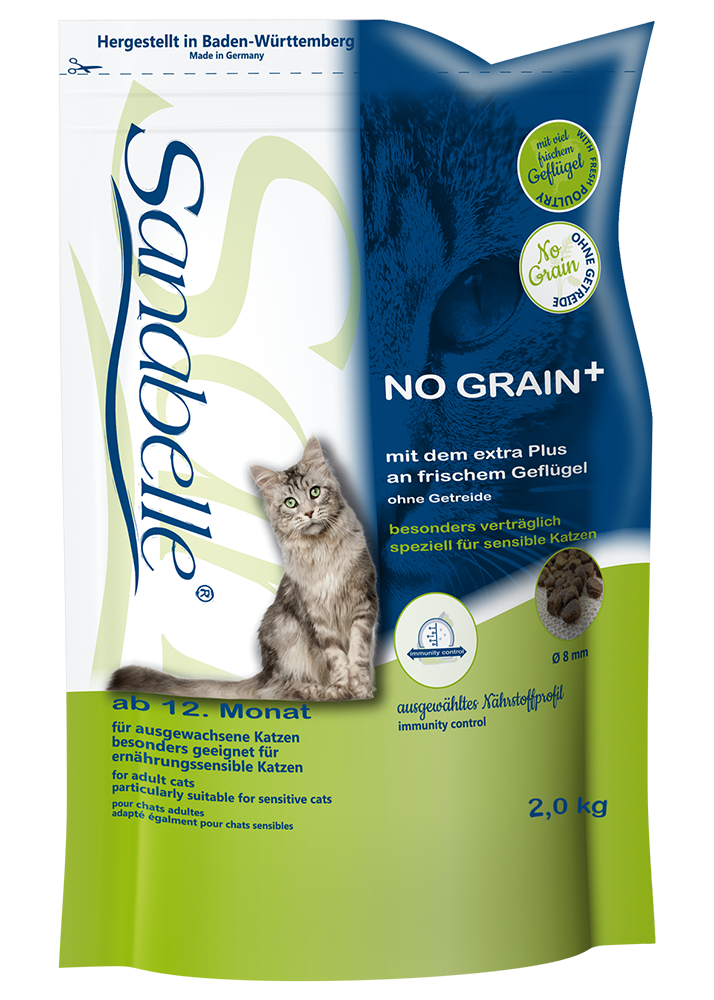 Hergestellt in Baden-Württemberg
Made in Germany
Sanabelle®
mit viel
frischem
Geflügel
WITH FRESH POULTRY
No
Grain
OHNE GETREIDE
NO GRAIN+
mit dem extra Plus
an frischem Geflügel
ohne Getreide
besonders verträglich
speziell für sensible Katzen
immunity control
Ø 8 mm
ausgewähltes Nährstoffprofil
immunity control
ab 12. Monat
für ausgewachsene Katzen
besonders geeignet für
ernährungssensible Katzen
for adult cats
particularly suitable for sensitive cats
pour chats adultes
adapté égalment pour chats sensibles
2,0 kg